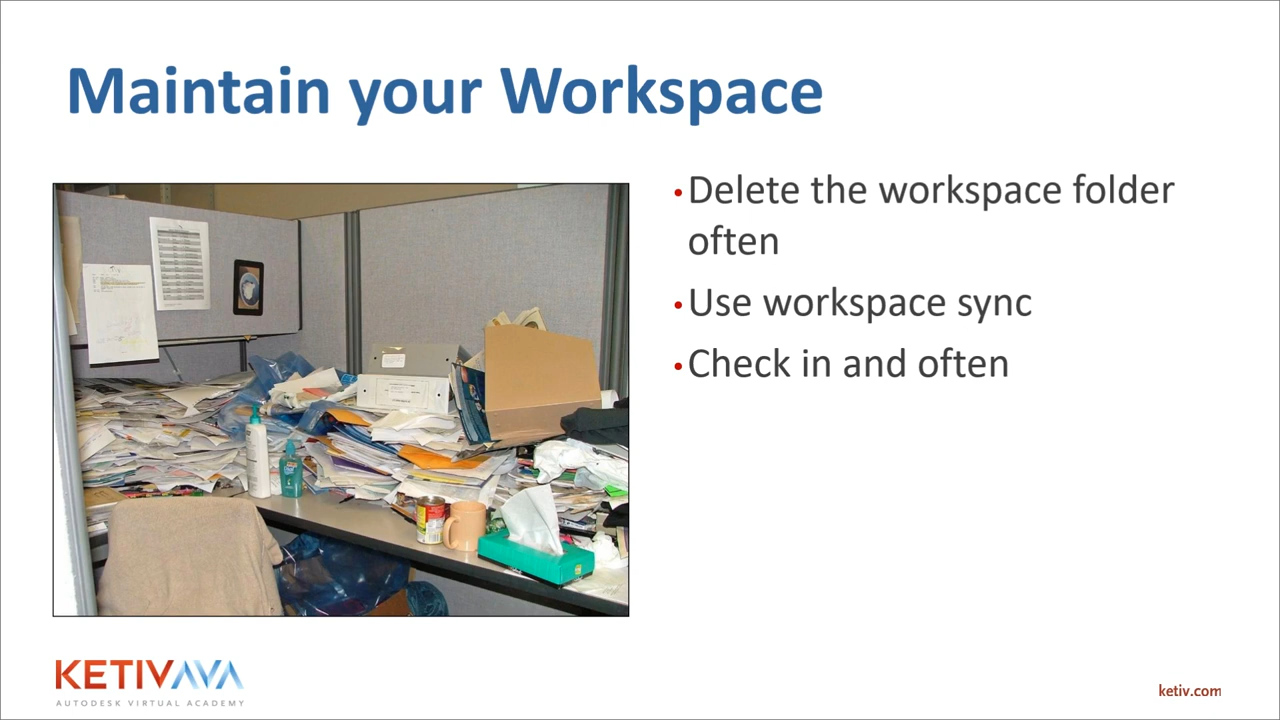 Maintain your Workspace
• Delete the workspace folder
often
• Use workspace sync
• Check in and often
KETIVAVA
AUTODESK VIRTUAL ACADEMY
ketiv.com